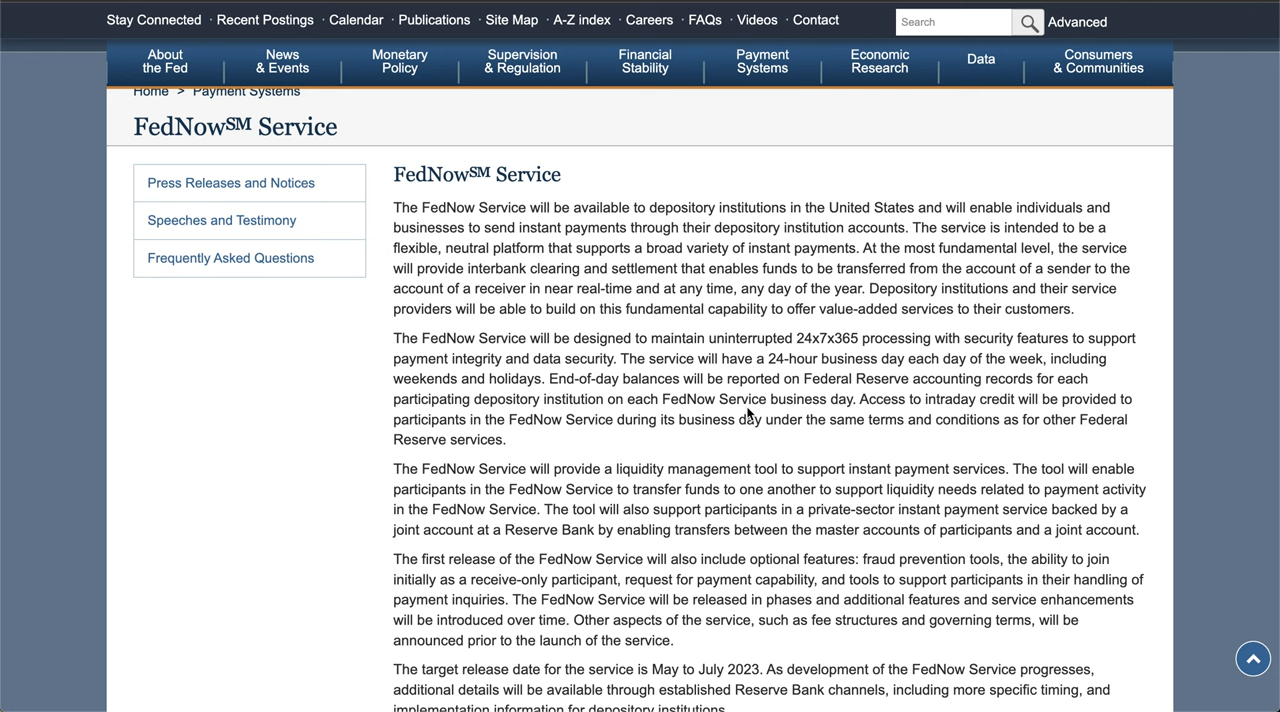 Stay Connected · Recent Postings · Calendar · Publications · Site Map · A-Z index · Careers · FAQs · Videos · Contact
Search
Advanced
About the Fed
News & Events
Monetary Policy
Supervision & Regulation
Financial Stability
Payment Systems
Economic Research
Data
Consumers & Communities
Home > Payment Systems
FedNow℠ Service
Press Releases and Notices
Speeches and Testimony
Frequently Asked Questions
FedNow℠ Service
The FedNow Service will be available to depository institutions in the United States and will enable individuals and
businesses to send instant payments through their depository institution accounts. The service is intended to be a
flexible, neutral platform that supports a broad variety of instant payments. At the most fundamental level, the service
will provide interbank clearing and settlement that enables funds to be transferred from the account of a sender to the
account of a receiver in near real-time and at any time, any day of the year. Depository institutions and their service
providers will be able to build on this fundamental capability to offer value-added services to their customers.
The FedNow Service will be designed to maintain uninterrupted 24x7x365 processing with security features to support
payment integrity and data security. The service will have a 24-hour business day each day of the week, including
weekends and holidays. End-of-day balances will be reported on Federal Reserve accounting records for each
participating depository institution on each FedNow Service business day. Access to intraday credit will be provided to
participants in the FedNow Service during its business day under the same terms and conditions as for other Federal
Reserve services.
The FedNow Service will provide a liquidity management tool to support instant payment services. The tool will enable
participants in the FedNow Service to transfer funds to one another to support liquidity needs related to payment activity
in the FedNow Service. The tool will also support participants in a private-sector instant payment service backed by a
joint account at a Reserve Bank by enabling transfers between the master accounts of participants and a joint account.
The first release of the FedNow Service will also include optional features: fraud prevention tools, the ability to join
initially as a receive-only participant, request for payment capability, and tools to support participants in their handling of
payment inquiries. The FedNow Service will be released in phases and additional features and service enhancements
will be introduced over time. Other aspects of the service, such as fee structures and governing terms, will be
announced prior to the launch of the service.
The target release date for the service is May to July 2023. As development of the FedNow Service progresses,
additional details will be available through established Reserve Bank channels, including more specific timing, and
implementation information for depository institutions.